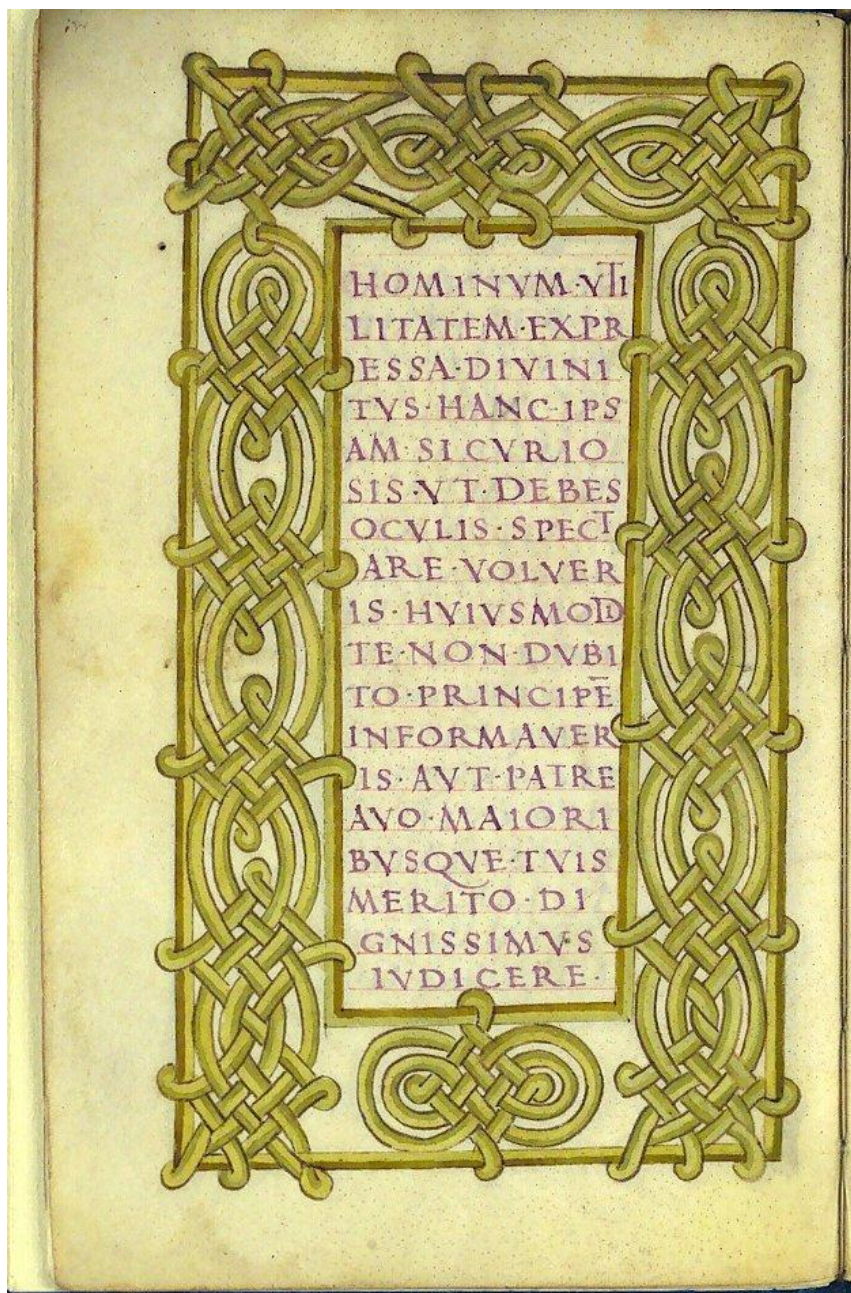 HOMINVM·VTI
LITATEM·EXPR
ESSA·DIVINI
TVS·HANC·IPS
AM SI CVRIO
SIS·VT·DEBES
OCVLIS·SPECT
ARE·VOLVER
IS·HVIVSMODI
TE·NON·DVBI
TO·PRINCIPĒ
INFORMAVER
IS·AVT·PATRE
AVO·MAIORI
BVSQVE·TVIS
MERITO·DI
GNISSIMVS
IVDICERE·